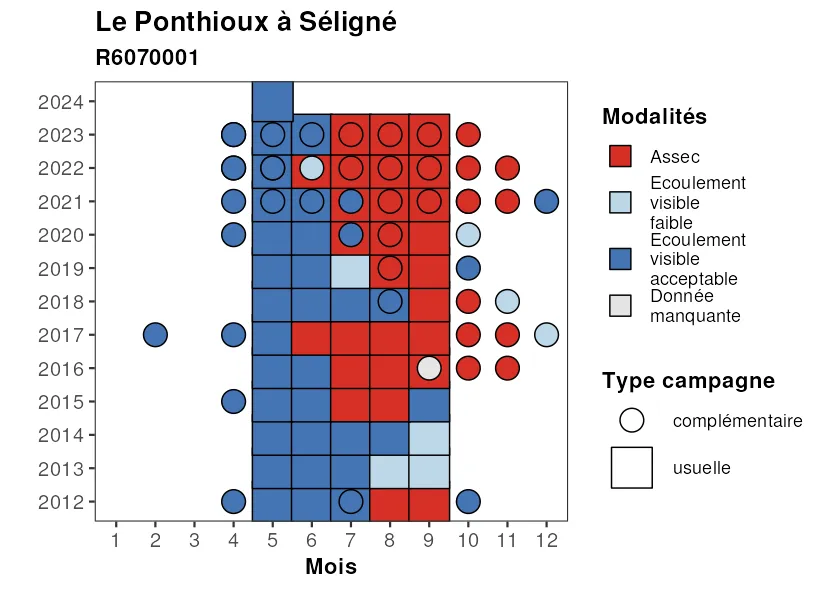 Le Ponthioux à Séligné
R6070001
2024
2023
2022
2021
2020
2019
2018
2017
2016
2015
2014
2013
2012
1 2 3 4 5 6 7 8 9 10 11 12
Mois
Modalités
Assec
Ecoulement
visible
faible
Ecoulement
visible
acceptable
Donnée
manquante
Type campagne
complémentaire
usuelle